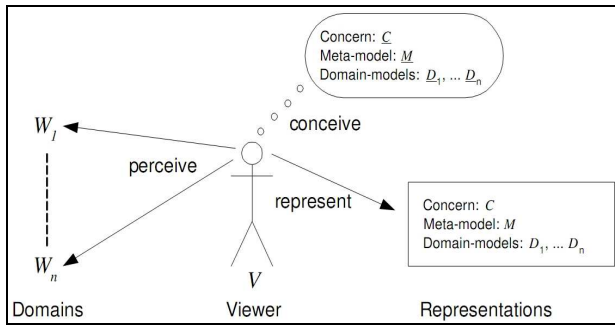 Concern: C
Meta-model: M
Domain-models: D1, ... Dn
conceive
W1
perceive
represent
Concern: C
Meta-model: M
Domain-models: D1, ... Dn
Wn
V
Domains
Viewer
Representations